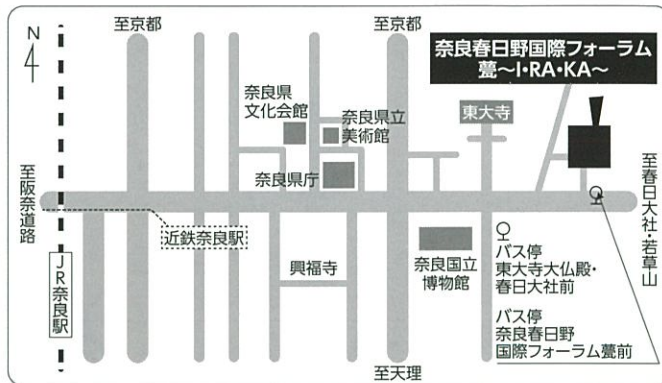 至京都
至京都
N
奈良春日野国際フォーラム
甍～I・RA・KA～
奈良県
文化会館
奈良県立
美術館
東大寺
奈良県庁
至阪奈道路
至春日大社・若草山
近鉄奈良駅
JR奈良駅
興福寺
奈良国立
博物館
バス停
東大寺大仏殿・
春日大社前
バス停
奈良春日野
国際フォーラム甍前
至天理